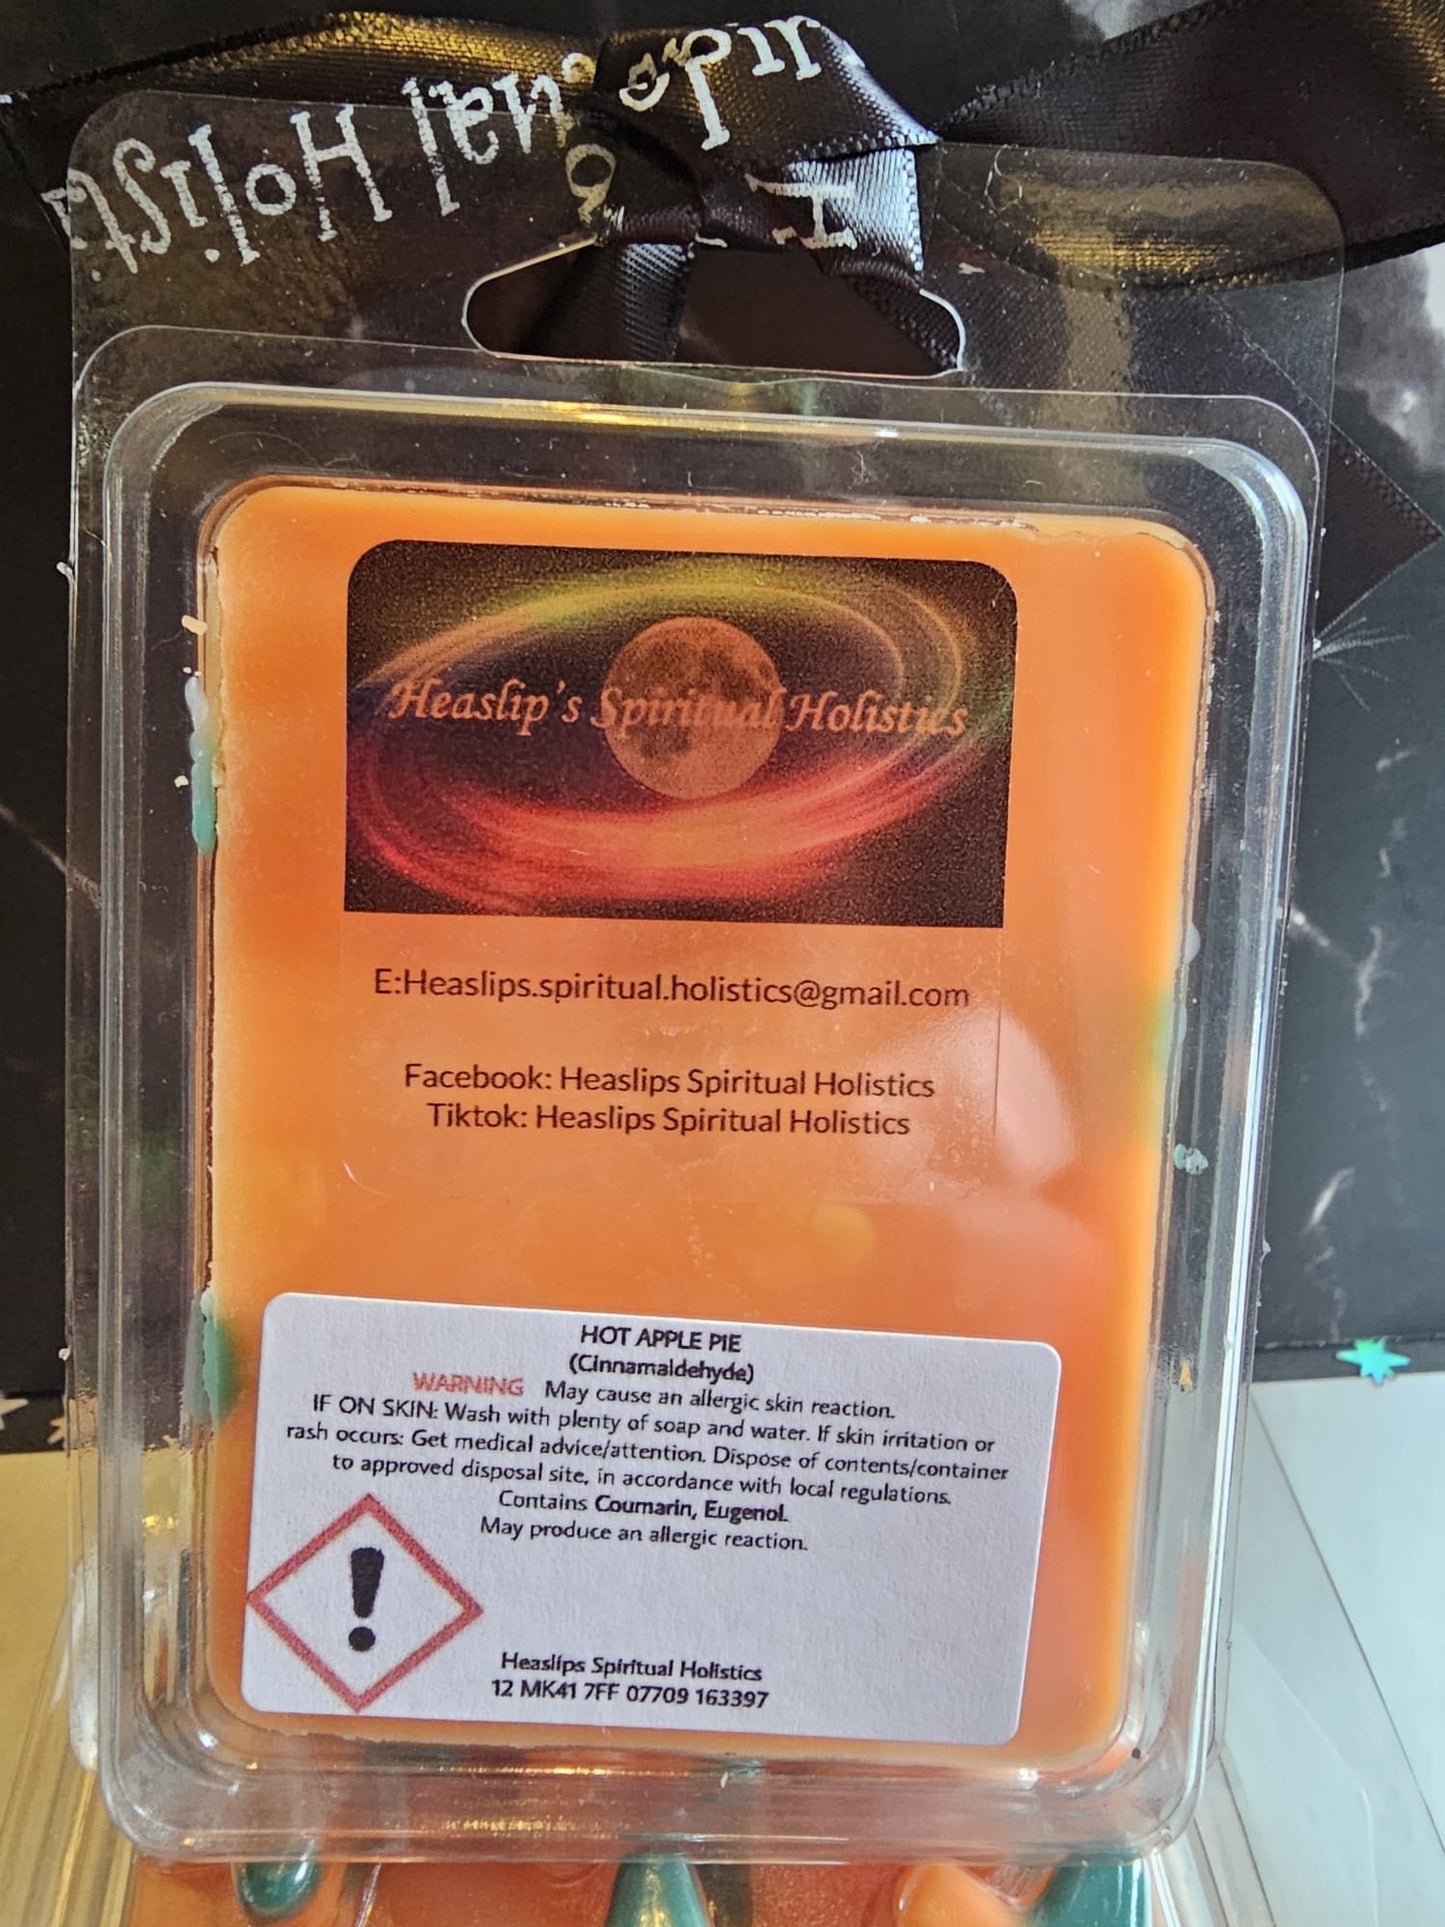 Holist
Heaslip's Spiritual Holistics
E:Heaslips.spiritual.holistics@gmail.com
Facebook: Heaslips Spiritual Holistics
Tiktok: Heaslips Spiritual Holistics
HOT APPLE PIE
(Cinnamaldehyde)
WARNING May cause an allergic skin reaction.
IF ON SKIN: Wash with plenty of soap and water. If skin irritation or
rash occurs: Get medical advice/attention. Dispose of contents/container
to approved disposal site, in accordance with local regulations.
Contains Coumarin, Eugenol.
May produce an allergic reaction.
Heaslips Spiritual Holistics
12 MK41 7FF 07709 163397